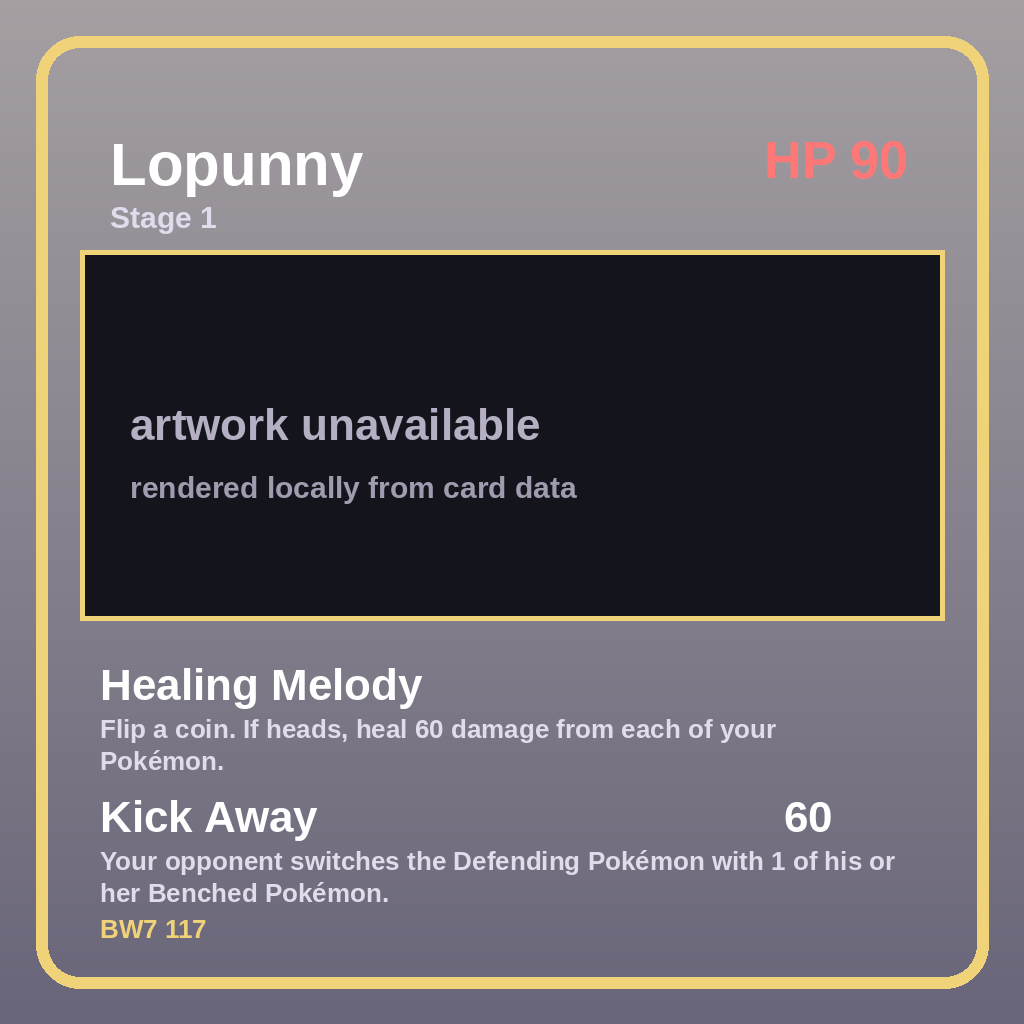 Lopunny
HP 90
Stage 1
artwork unavailable
rendered locally from card data
Healing Melody
Flip a coin. If heads, heal 60 damage from each of your
Pokémon.
Kick Away 60
Your opponent switches the Defending Pokémon with 1 of his or
her Benched Pokémon.
BW7 117